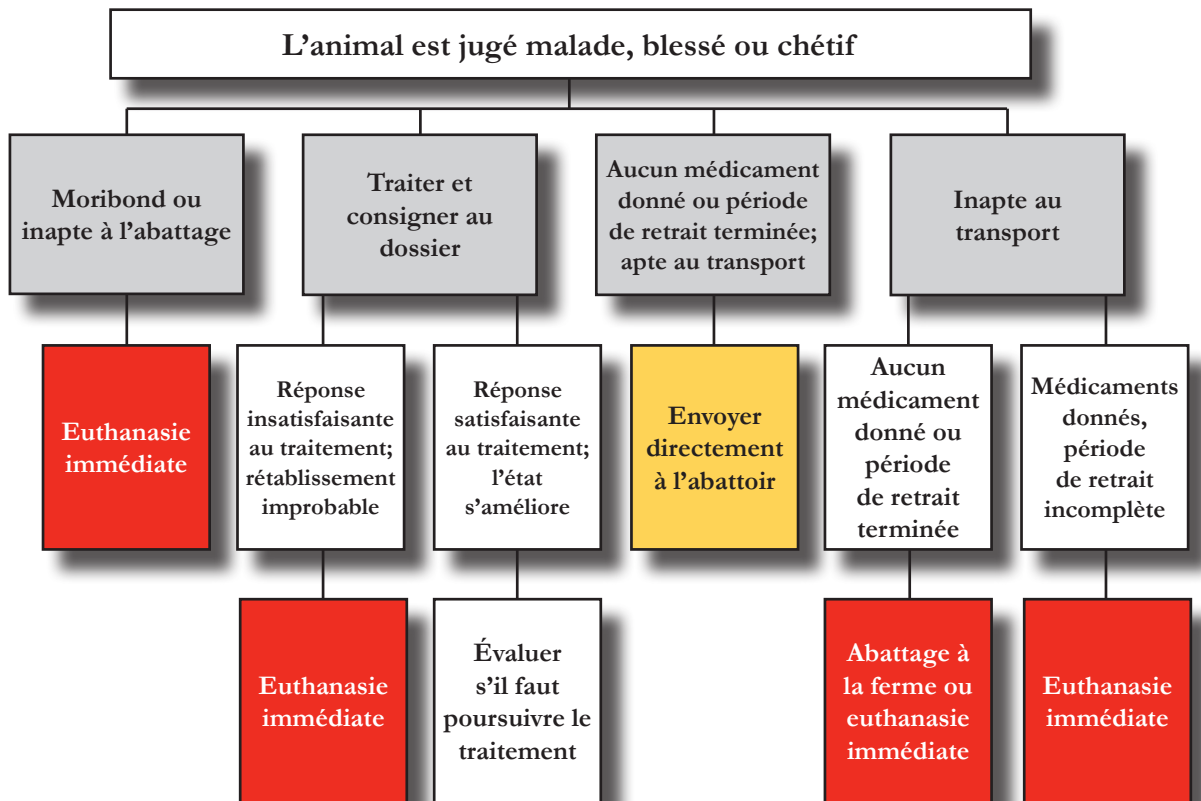 L’animal est jugé malade, blessé ou chétif
Moribond ou
inapte à l’abattage
Traiter et
consigner au
dossier
Aucun médicament
donné ou période
de retrait terminée;
apte au transport
Inapte au
transport
Euthanasie
immédiate
Réponse
insatisfaisante
au traitement;
rétablissement
improbable
Réponse
satisfaisante
au traitement;
l’état
s’améliore
Envoyer
directement
à l’abattoir
Aucun
médicament
donné ou
période
de retrait
terminée
Médicaments
donnés,
période
de retrait
incomplète
Euthanasie
immédiate
Évaluer
s’il faut
poursuivre le
traitement
Abattage à
la ferme ou
euthanasie
immédiate
Euthanasie
immédiate